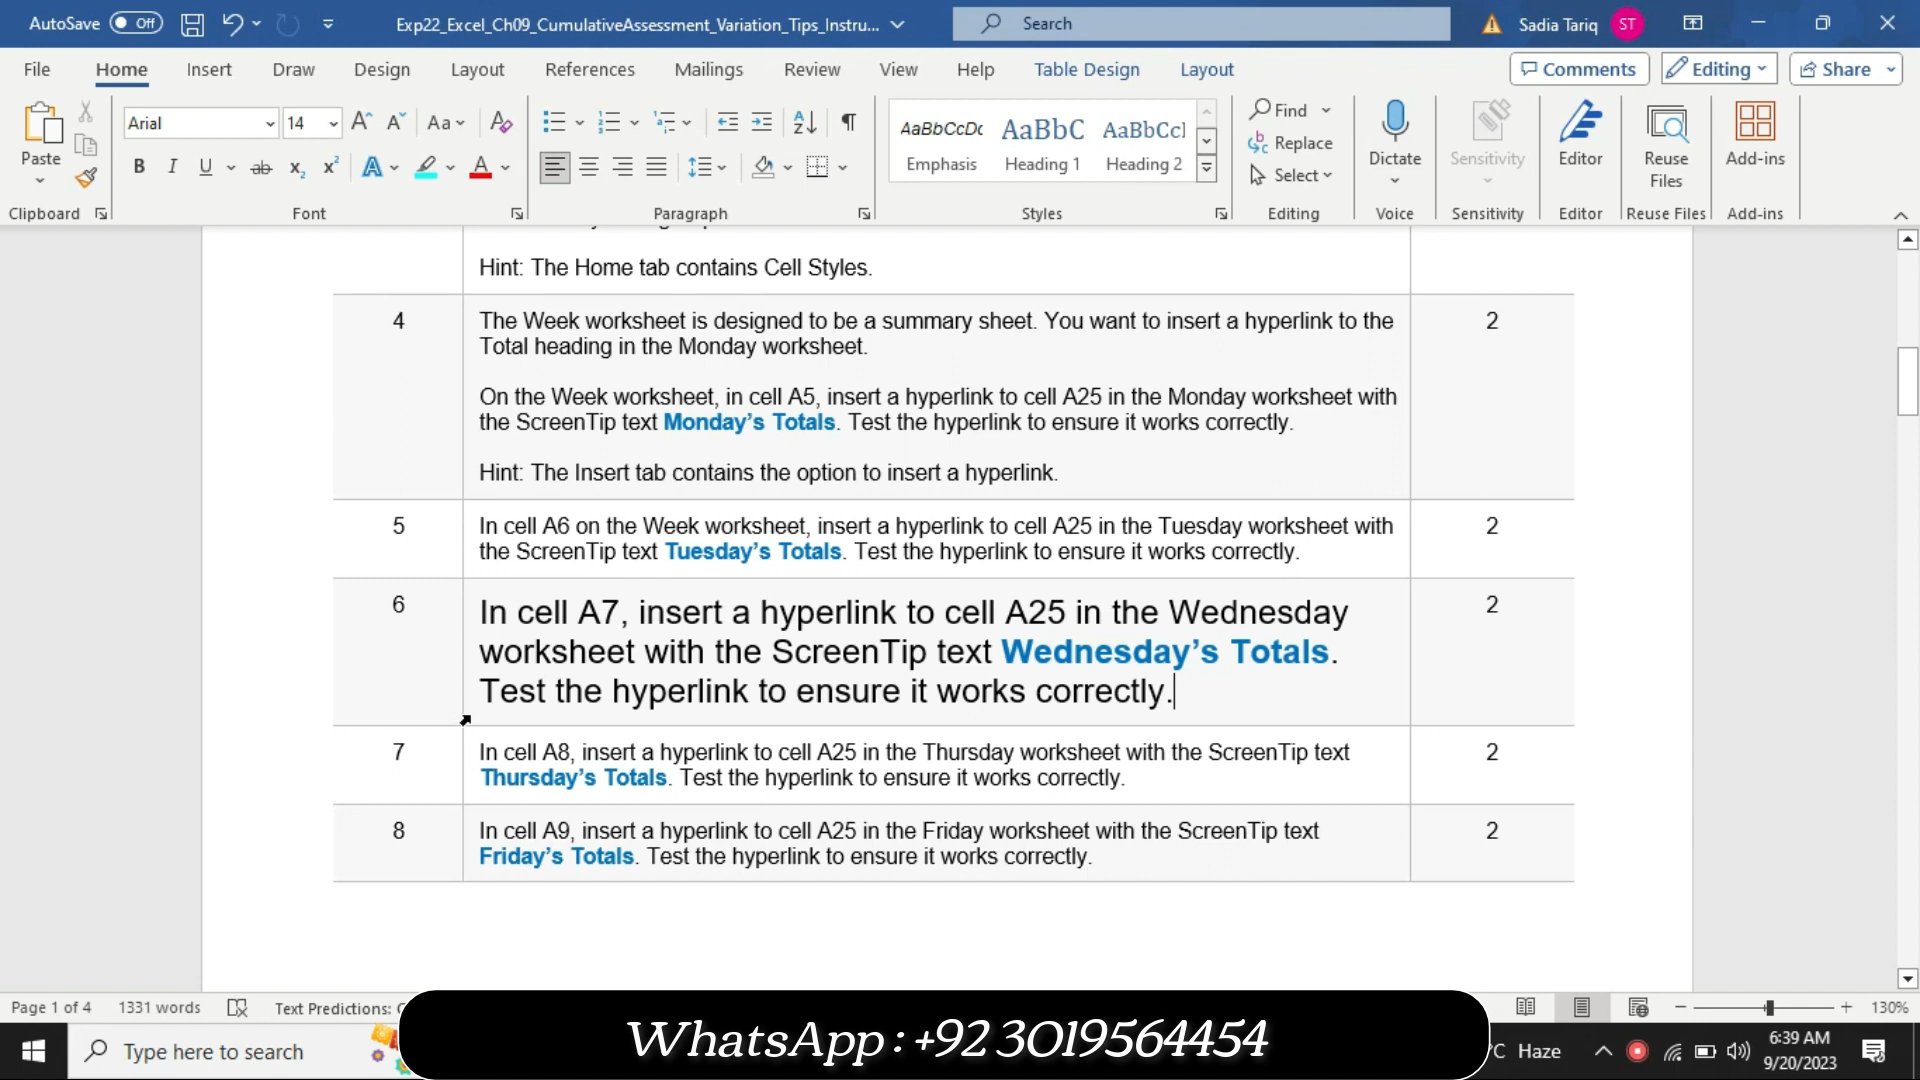 AutoSave Off Exp22_Excel_Ch09_CumulativeAssessment_Variation_Tips_Instru... Search Sadia Tariq ST
File Home Insert Draw Design Layout References Mailings Review View Help Table Design Layout Comments Editing Share
Paste Arial 14 Aa AaBbCcDc AaBbC AaBbCcI Find Replace Select Dictate Sensitivity Editor Reuse Files Add-ins
Emphasis Heading 1 Heading 2
Clipboard Font Paragraph Styles Editing Voice Sensitivity Editor Reuse Files Add-ins
Hint: The Home tab contains Cell Styles.
4 The Week worksheet is designed to be a summary sheet. You want to insert a hyperlink to the 2
Total heading in the Monday worksheet.
On the Week worksheet, in cell A5, insert a hyperlink to cell A25 in the Monday worksheet with
the ScreenTip text Monday’s Totals. Test the hyperlink to ensure it works correctly.
Hint: The Insert tab contains the option to insert a hyperlink.
5 In cell A6 on the Week worksheet, insert a hyperlink to cell A25 in the Tuesday worksheet with 2
the ScreenTip text Tuesday’s Totals. Test the hyperlink to ensure it works correctly.
6 In cell A7, insert a hyperlink to cell A25 in the Wednesday 2
worksheet with the ScreenTip text Wednesday’s Totals.
Test the hyperlink to ensure it works correctly.
7 In cell A8, insert a hyperlink to cell A25 in the Thursday worksheet with the ScreenTip text 2
Thursday’s Totals. Test the hyperlink to ensure it works correctly.
8 In cell A9, insert a hyperlink to cell A25 in the Friday worksheet with the ScreenTip text 2
Friday’s Totals. Test the hyperlink to ensure it works correctly.
Page 1 of 4 1331 words Text Predictions: 130%
WhatsApp : +92 3019564454
Type here to search Haze 6:39 AM
9/20/2023